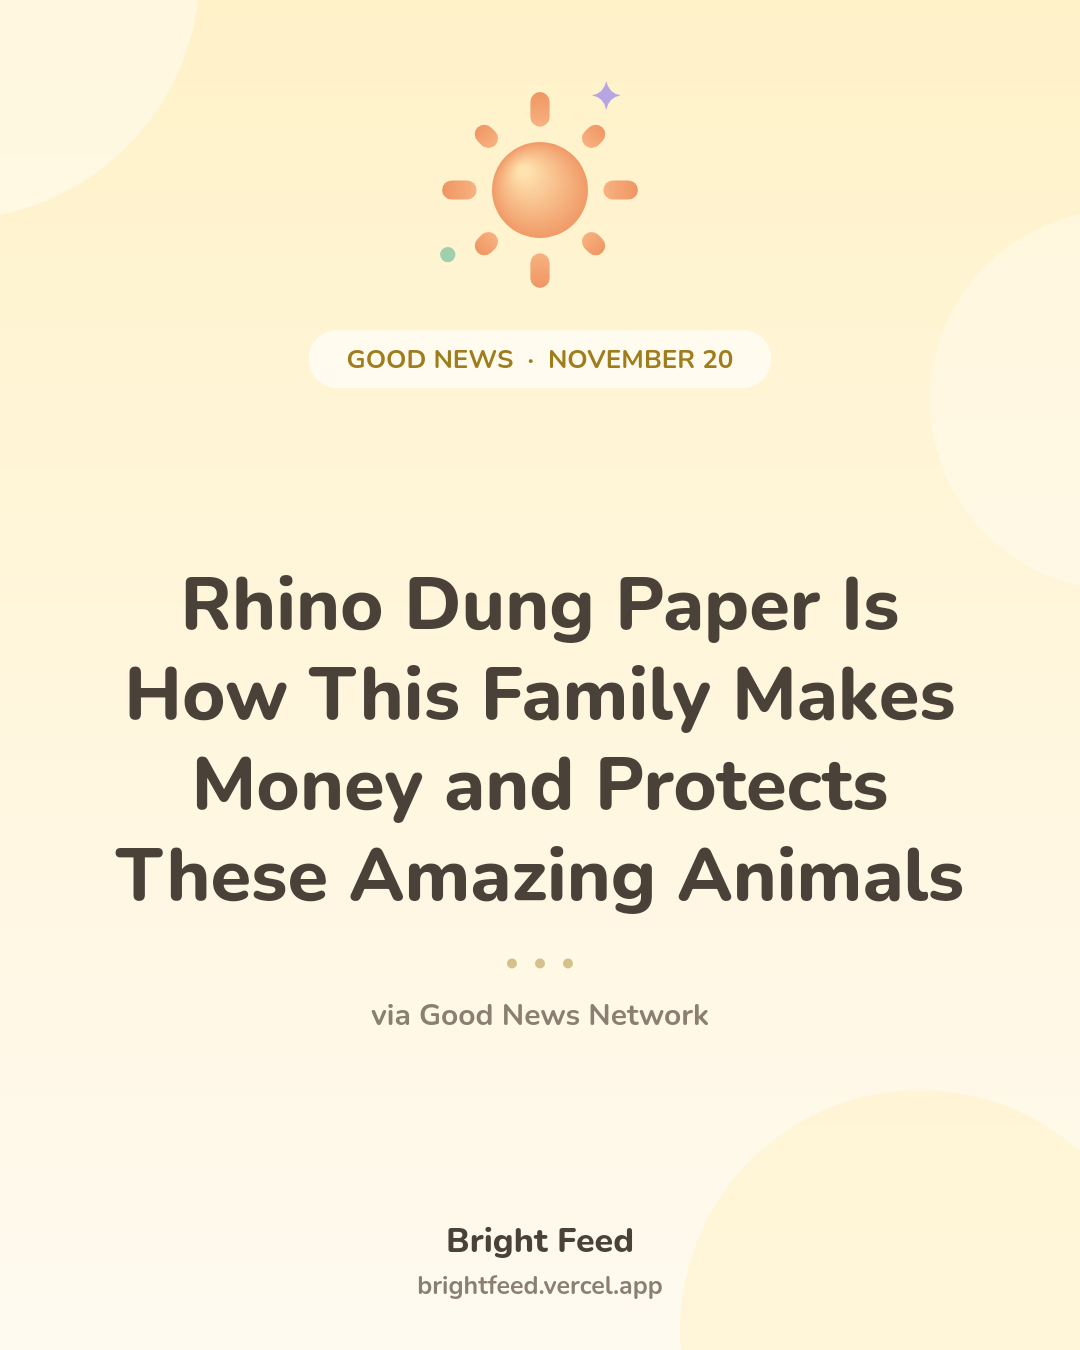 GOOD NEWS · NOVEMBER 20
Rhino Dung Paper Is
How This Family Makes
Money and Protects
These Amazing Animals
via Good News Network
Bright Feed
brightfeed.vercel.app